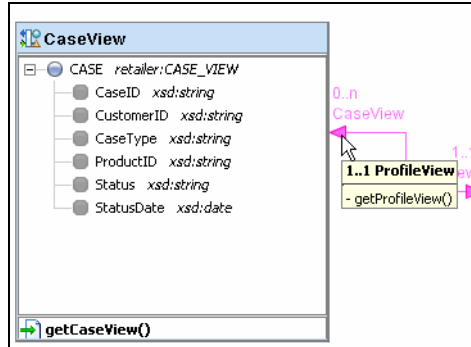 CaseView
CASE retailer:CASE_VIEW
CaseID xsd:string
CustomerID xsd:string
CaseType xsd:string
ProductID xsd:string
Status xsd:string
StatusDate xsd:date
getCaseView()
0..n
CaseView
1..1 ProfileView
- getProfileView()